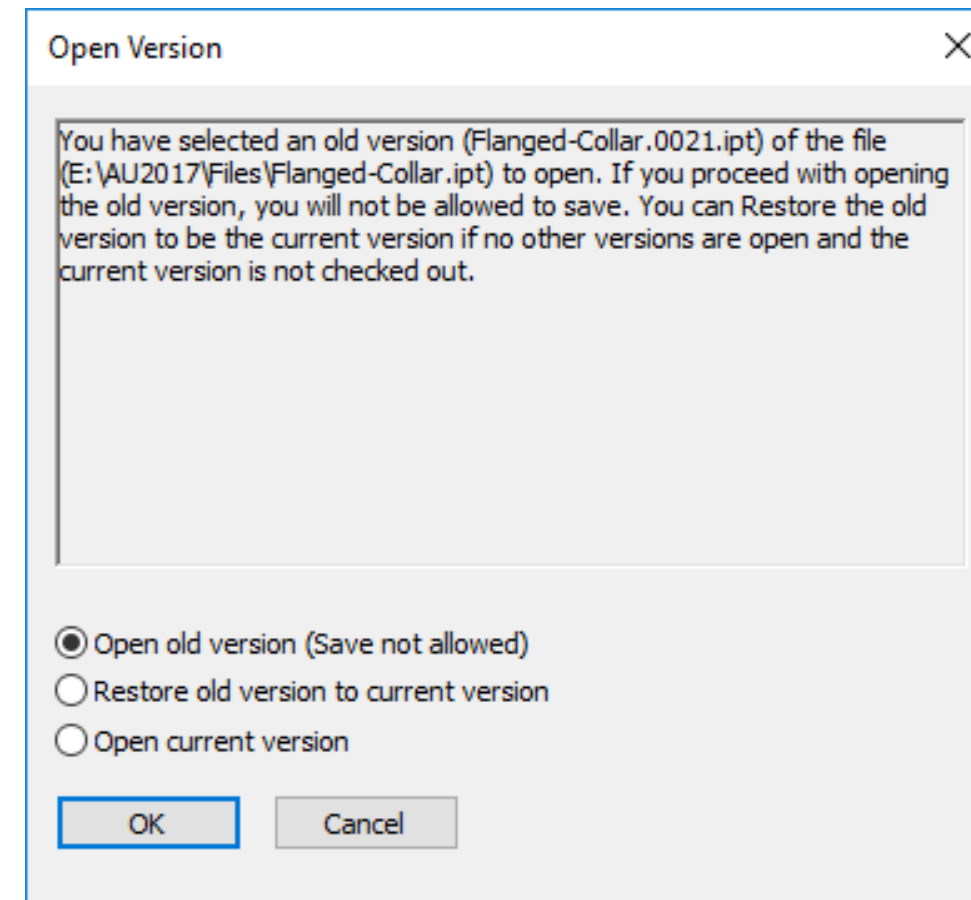 Open Version
You have selected an old version (Flanged-Collar.0021.ipt) of the file
(E:\AU2017\Files\Flanged-Collar.ipt) to open. If you proceed with opening
the old version, you will not be allowed to save. You can Restore the old
version to be the current version if no other versions are open and the
current version is not checked out.
Open old version (Save not allowed)
Restore old version to current version
Open current version
OK Cancel